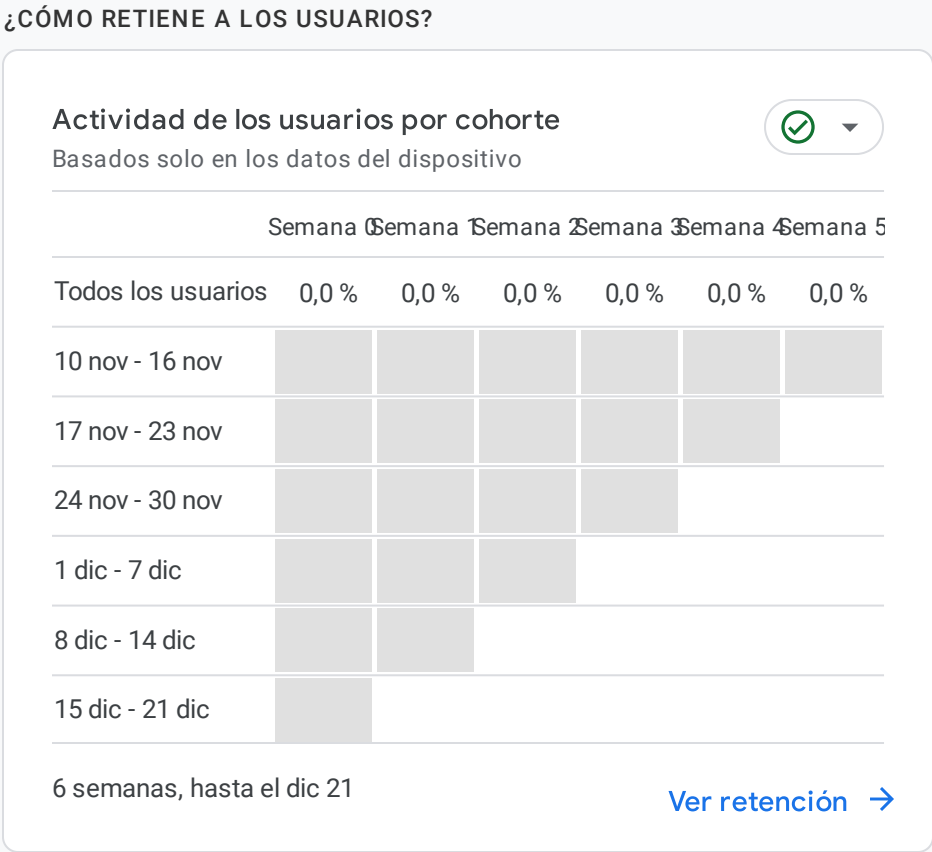 ¿CÓMO RETIENE A LOS USUARIOS?
Actividad de los usuarios por cohorte
Basados solo en los datos del dispositivo
Semana 0 Semana 1 Semana 2 Semana 3 Semana 4 Semana 5
Todos los usuarios 0,0 % 0,0 % 0,0 % 0,0 % 0,0 % 0,0 %
10 nov - 16 nov
17 nov - 23 nov
24 nov - 30 nov
1 dic - 7 dic
8 dic - 14 dic
15 dic - 21 dic
6 semanas, hasta el dic 21
Ver retención